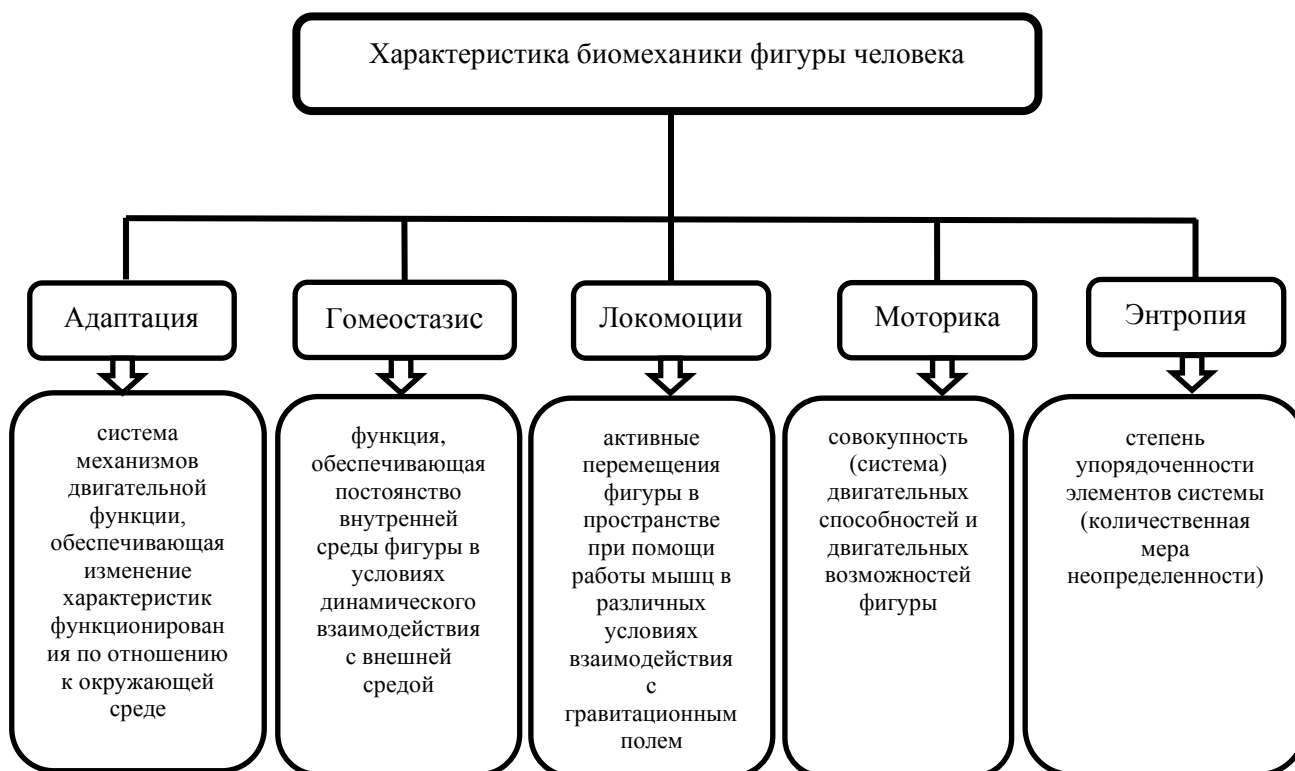 Характеристика биомеханики фигуры человека
Адаптация
Гомеостазис
Локомоции
Моторика
Энтропия
система
механизмов
двигательной
функции,
обеспечивающая
изменение
характеристик
функционирован
ия по отношению
к окружающей
среде
функция,
обеспечивающая
постоянство
внутренней
среды фигуры в
условиях
динамического
взаимодействия
с внешней
средой
активные
перемещения
фигуры в
пространстве
при помощи
работы мышц в
различных
условиях
взаимодействия
с
гравитационным
полем
совокупность
(система)
двигательных
способностей и
двигательных
возможностей
фигуры
степень
упорядоченности
элементов системы
(количественная
мера
неопределенности)